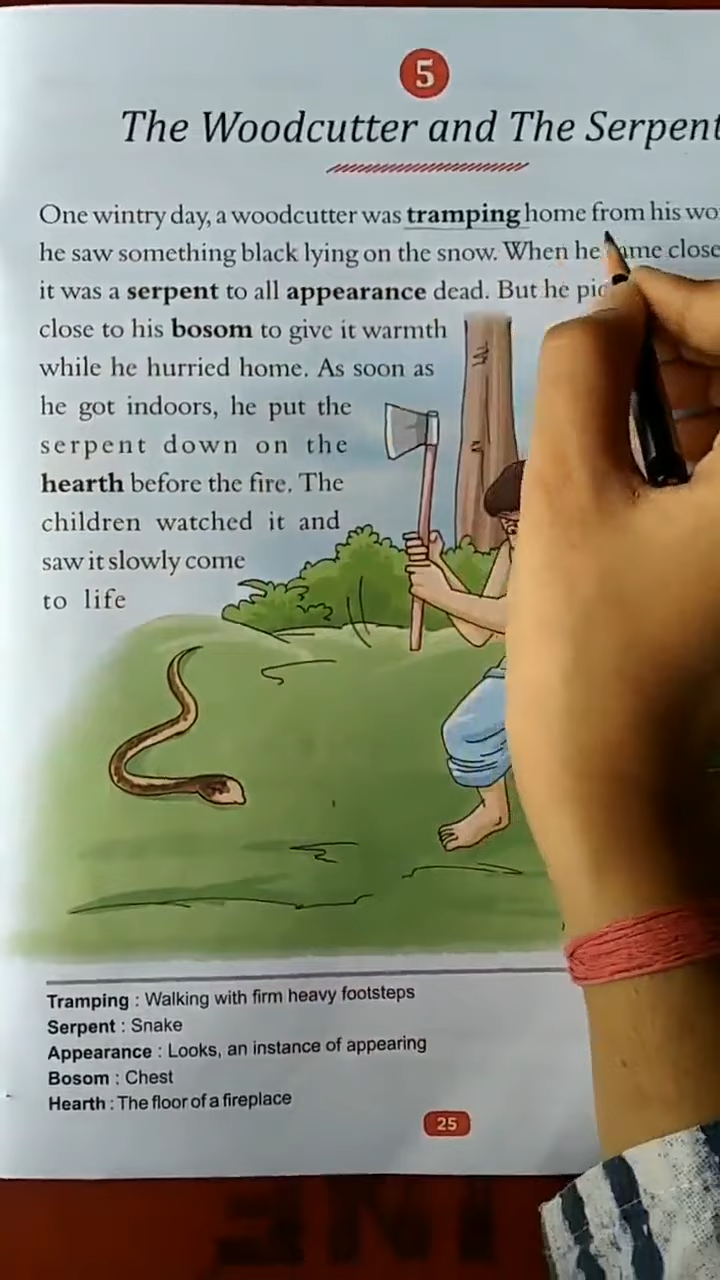 5
The Woodcutter and The Serpent
One wintry day, a woodcutter was tramping home from his
he saw something black lying on the snow. When he came close
it was a serpent to all appearance dead. But he
close to his bosom to give it warmth
while he hurried home. As soon as
he got indoors, he put the
serpent down on the
hearth before the fire. The
children watched it and
saw it slowly come
to life
Tramping : Walking with firm heavy footsteps
Serpent : Snake
Appearance : Looks, an instance of appearing
Bosom : Chest
Hearth : The floor of a fireplace
25